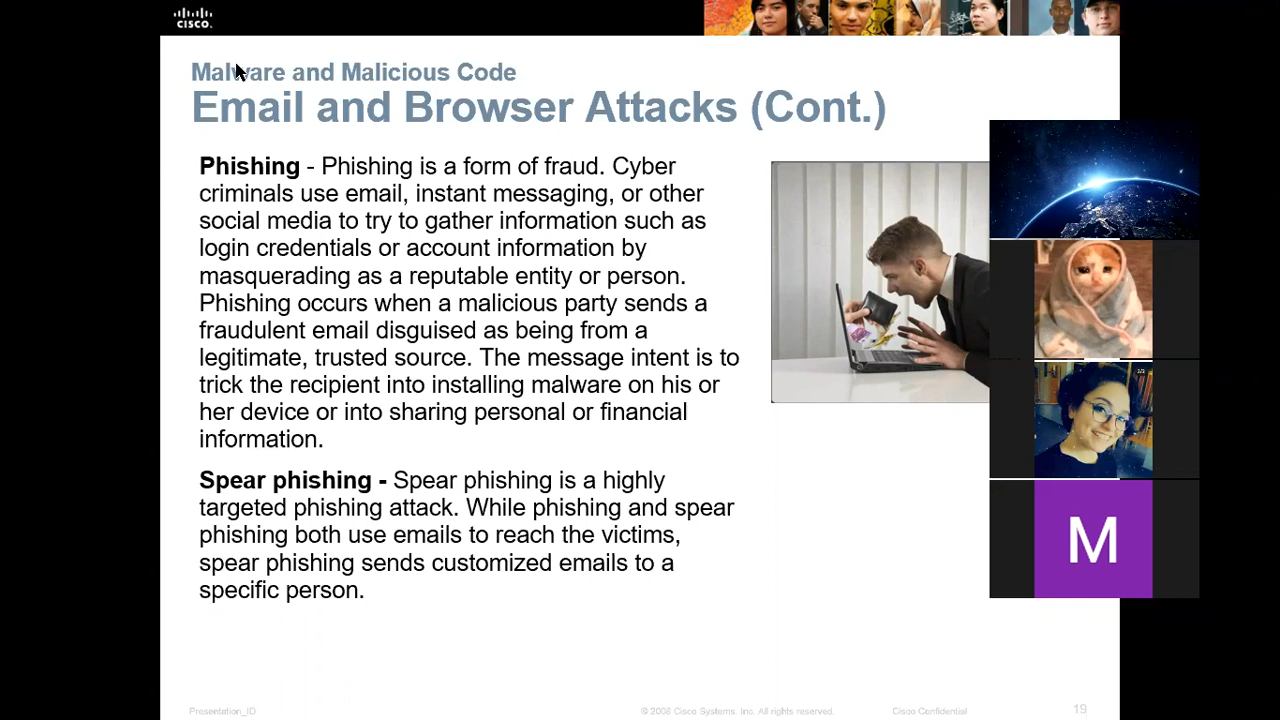 CISCO.
Malware and Malicious Code
Email and Browser Attacks (Cont.)
Phishing - Phishing is a form of fraud. Cyber
criminals use email, instant messaging, or other
social media to try to gather information such as
login credentials or account information by
masquerading as a reputable entity or person.
Phishing occurs when a malicious party sends a
fraudulent email disguised as being from a
legitimate, trusted source. The message intent is to
trick the recipient into installing malware on his or
her device or into sharing personal or financial
information.
Spear phishing - Spear phishing is a highly
targeted phishing attack. While phishing and spear
phishing both use emails to reach the victims,
spear phishing sends customized emails to a
specific person.
M
Presentation_ID
© 2008 Cisco Systems, Inc. All rights reserved.
Cisco Confidential
19